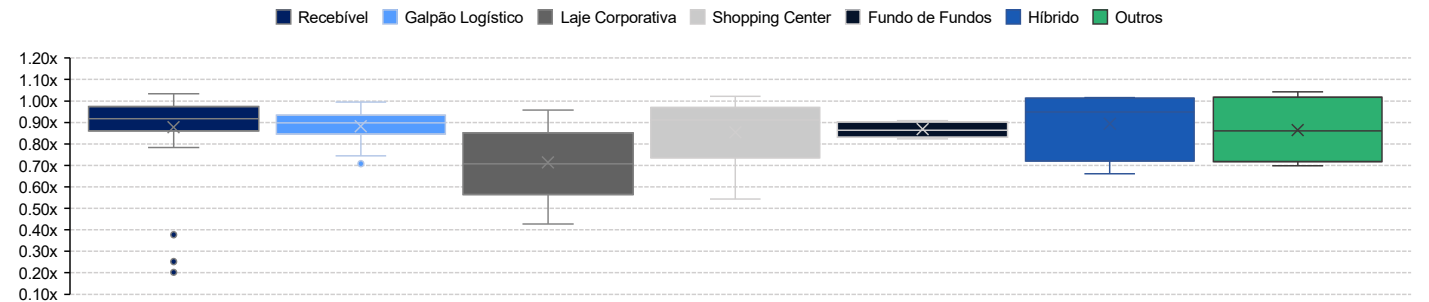 Recebível Galpão Logístico Laje Corporativa Shopping Center Fundo de Fundos Híbrido Outros
1.20x
1.10x
1.00x
0.90x
0.80x
0.70x
0.60x
0.50x
0.40x
0.30x
0.20x
0.10x